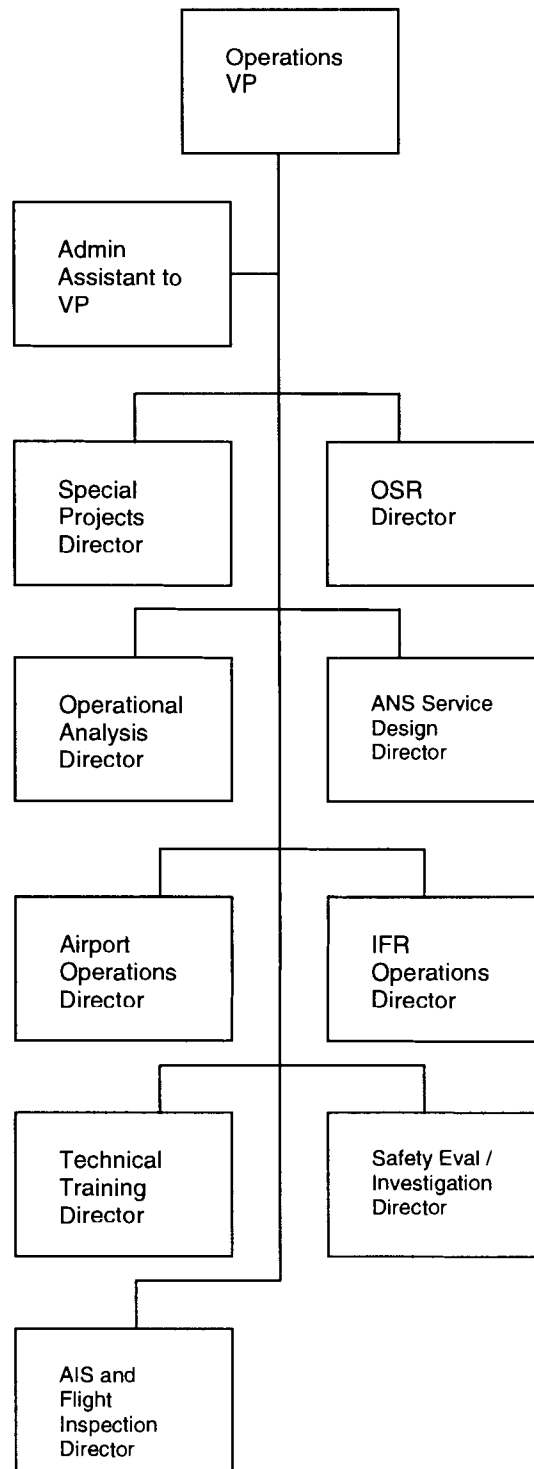 Operations
VP
Admin
Assistant to
VP
Special
Projects
Director
OSR
Director
Operational
Analysis
Director
ANS Service
Design
Director
Airport
Operations
Director
IFR
Operations
Director
Technical
Training
Director
Safety Eval /
Investigation
Director
AIS and
Flight
Inspection
Director